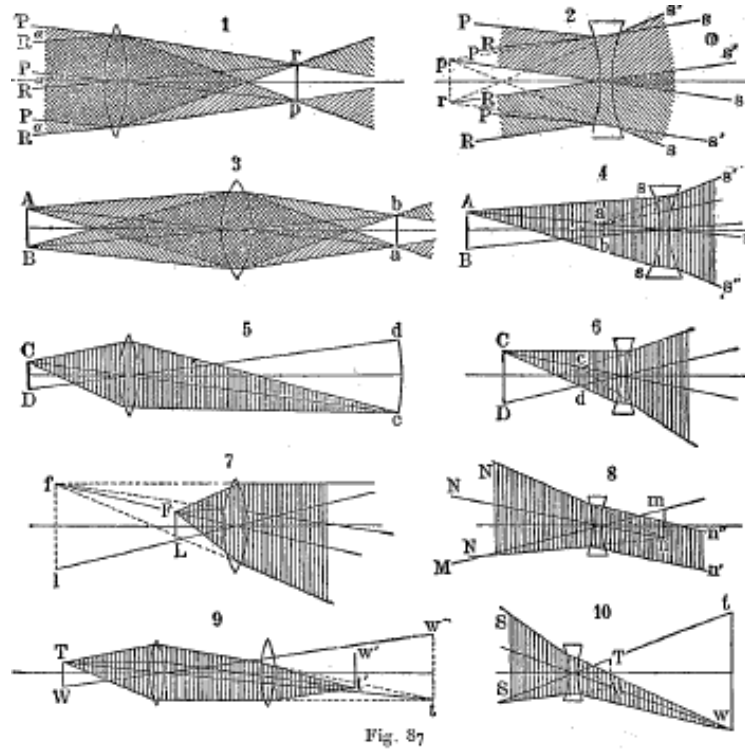 1
P
R α
P
R
P
R α
r
p
2
P R p
p
r
R P
R
s'
s
s''
s
s'
s
3
A
B
b
a
4
A
B
a
b
s
s
s''
s''
5
C
D
d
c
6
C
D
c
d
7
f
F
L
l
8
N
N
N
M
m
n
n''
n'
9
T
W
w'
t'
w''
t
10
S
S
T
t
w
Fig. 87